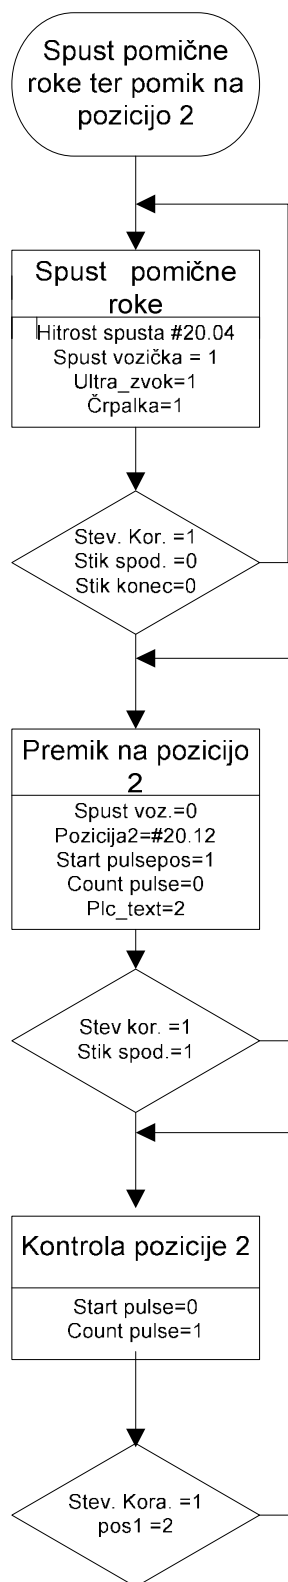 Spust pomične
roke ter pomik na
pozicijo 2
Spust pomične
roke
Hitrost spusta #20.04
Spust vozička = 1
Ultra_zvok=1
Črpalka=1
Stev. Kor. =1
Stik spod. =0
Stik konec=0
Premik na pozicijo
2
Spust voz.=0
Pozicija2=#20.12
Start pulsepos=1
Count pulse=0
Plc_text=2
Stev kor. =1
Stik spod.=1
Kontrola pozicije 2
Start pulse=0
Count pulse=1
Stev. Kora. =1
pos1 =2